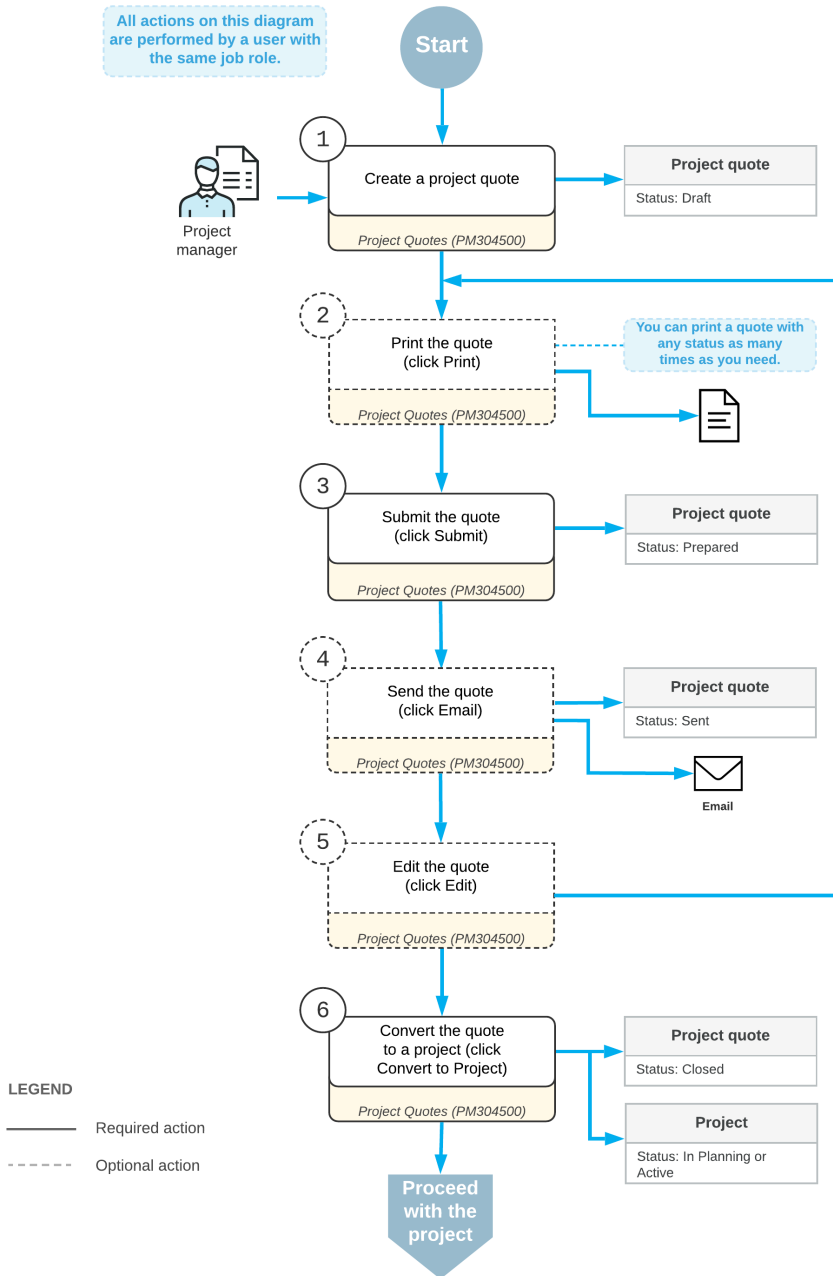 All actions on this diagram
are performed by a user with
the same job role.
Start
1
Create a project quote
Project Quotes (PM304500)
Project quote
Status: Draft
Project
manager
2
Print the quote
(click Print)
Project Quotes (PM304500)
You can print a quote with
any status as many
times as you need.
3
Submit the quote
(click Submit)
Project Quotes (PM304500)
Project quote
Status: Prepared
4
Send the quote
(click Email)
Project Quotes (PM304500)
Project quote
Status: Sent
Email
5
Edit the quote
(click Edit)
Project Quotes (PM304500)
6
Convert the quote
to a project (click
Convert to Project)
Project Quotes (PM304500)
Project quote
Status: Closed
Project
Status: In Planning or
Active
LEGEND
Required action
Optional action
Proceed
with the
project